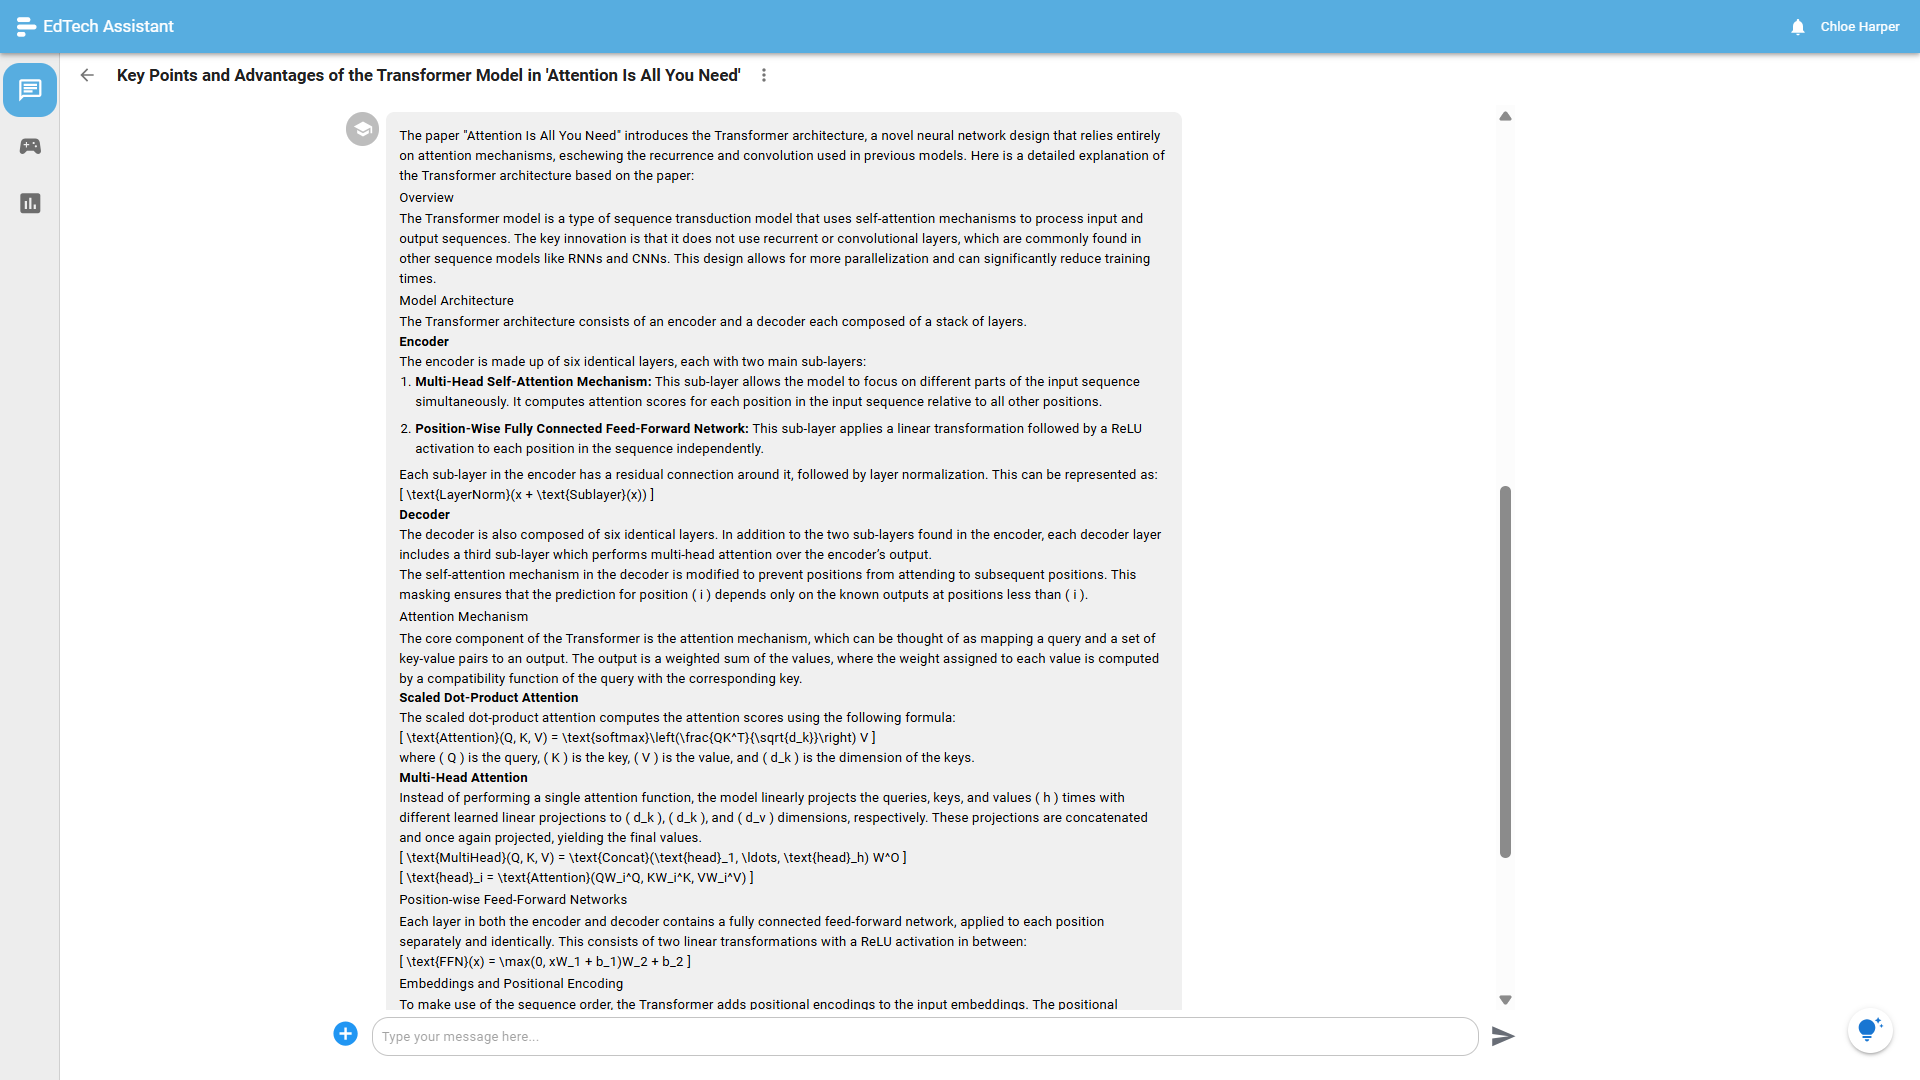 EdTech Assistant
Chloe Harper
Key Points and Advantages of the Transformer Model in 'Attention Is All You Need'
The paper "Attention Is All You Need" introduces the Transformer architecture, a novel neural network design that relies entirely
on attention mechanisms, eschewing the recurrence and convolution used in previous models. Here is a detailed explanation of
the Transformer architecture based on the paper:
Overview
The Transformer model is a type of sequence transduction model that uses self-attention mechanisms to process input and
output sequences. The key innovation is that it does not use recurrent or convolutional layers, which are commonly found in
other sequence models like RNNs and CNNs. This design allows for more parallelization and can significantly reduce training
times.
Model Architecture
The Transformer architecture consists of an encoder and a decoder each composed of a stack of layers.
Encoder
The encoder is made up of six identical layers, each with two main sub-layers:
1. Multi-Head Self-Attention Mechanism: This sub-layer allows the model to focus on different parts of the input sequence
simultaneously. It computes attention scores for each position in the input sequence relative to all other positions.
2. Position-Wise Fully Connected Feed-Forward Network: This sub-layer applies a linear transformation followed by a ReLU
activation to each position in the sequence independently.
Each sub-layer in the encoder has a residual connection around it, followed by layer normalization. This can be represented as:
[ \text{LayerNorm}(x + \text{Sublayer}(x)) ]
Decoder
The decoder is also composed of six identical layers. In addition to the two sub-layers found in the encoder, each decoder layer
includes a third sub-layer which performs multi-head attention over the encoder's output.
The self-attention mechanism in the decoder is modified to prevent positions from attending to subsequent positions. This
masking ensures that the prediction for position ( i ) depends only on the known outputs at positions less than ( i ).
Attention Mechanism
The core component of the Transformer is the attention mechanism, which can be thought of as mapping a query and a set of
key-value pairs to an output. The output is a weighted sum of the values, where the weight assigned to each value is computed
by a compatibility function of the query with the corresponding key.
Scaled Dot-Product Attention
The scaled dot-product attention computes the attention scores using the following formula:
[ \text{Attention}(Q, K, V) = \text{softmax}\left(\frac{QK^T}{\sqrt{d_k}}\right) V ]
where ( Q ) is the query, ( K ) is the key, ( V ) is the value, and ( d_k ) is the dimension of the keys.
Multi-Head Attention
Instead of performing a single attention function, the model linearly projects the queries, keys, and values ( h ) times with
different learned linear projections to ( d_k ), ( d_k ), and ( d_v ) dimensions, respectively. These projections are concatenated
and once again projected, yielding the final values.
[ \text{MultiHead}(Q, K, V) = \text{Concat}(\text{head}_1, \ldots, \text{head}_h) W^O ]
[ \text{head}_i = \text{Attention}(QW_i^Q, KW_i^K, VW_i^V) ]
Position-wise Feed-Forward Networks
Each layer in both the encoder and decoder contains a fully connected feed-forward network, applied to each position
separately and identically. This consists of two linear transformations with a ReLU activation in between:
[ \text{FFN}(x) = \max(0, xW_1 + b_1)W_2 + b_2 ]
Embeddings and Positional Encoding
To make use of the sequence order, the Transformer adds positional encodings to the input embeddings. The positional
Type your message here...